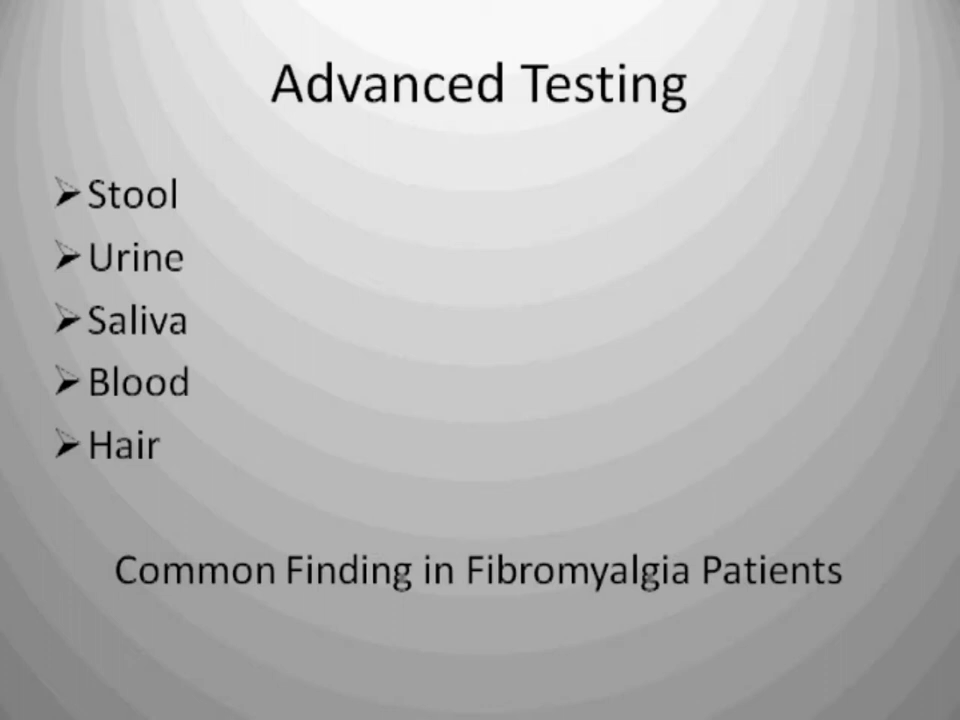 Advanced Testing
Stool
Urine
Saliva
Blood
Hair
Common Finding in Fibromyalgia Patients